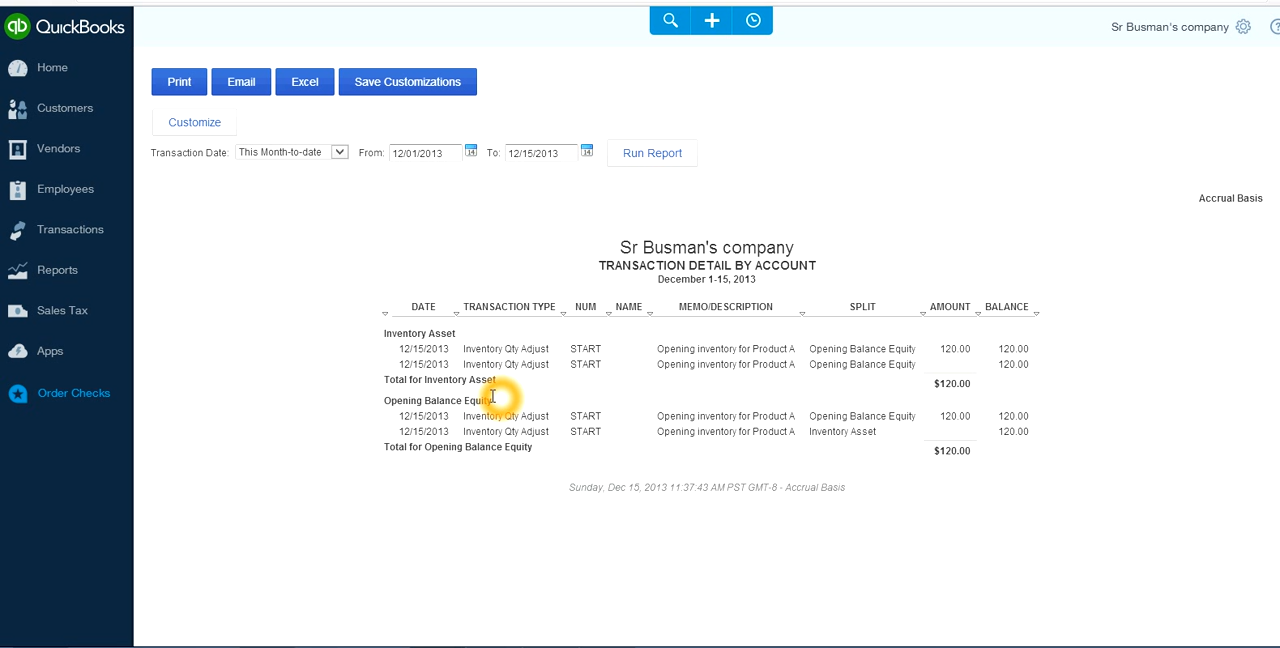 qb QuickBooks
Sr Busman's company
Home
Customers
Vendors
Employees
Transactions
Reports
Sales Tax
Apps
Order Checks
Print Email Excel Save Customizations
Customize
Transaction Date: This Month-to-date From: 12/01/2013 14 To: 12/15/2013 14 Run Report
Accrual Basis
Sr Busman's company
TRANSACTION DETAIL BY ACCOUNT
December 1-15, 2013
DATE TRANSACTION TYPE NUM NAME MEMO/DESCRIPTION SPLIT AMOUNT BALANCE
Inventory Asset
12/15/2013 Inventory Qty Adjust START Opening inventory for Product A Opening Balance Equity 120.00 120.00
12/15/2013 Inventory Qty Adjust START Opening inventory for Product A Opening Balance Equity 120.00
Total for Inventory Asset $120.00
Opening Balance Equity
12/15/2013 Inventory Qty Adjust START Opening inventory for Product A Opening Balance Equity 120.00 120.00
12/15/2013 Inventory Qty Adjust START Opening inventory for Product A Inventory Asset 120.00
Total for Opening Balance Equity $120.00
Sunday, Dec 15, 2013 11:37:43 AM PST GMT-8 - Accrual Basis